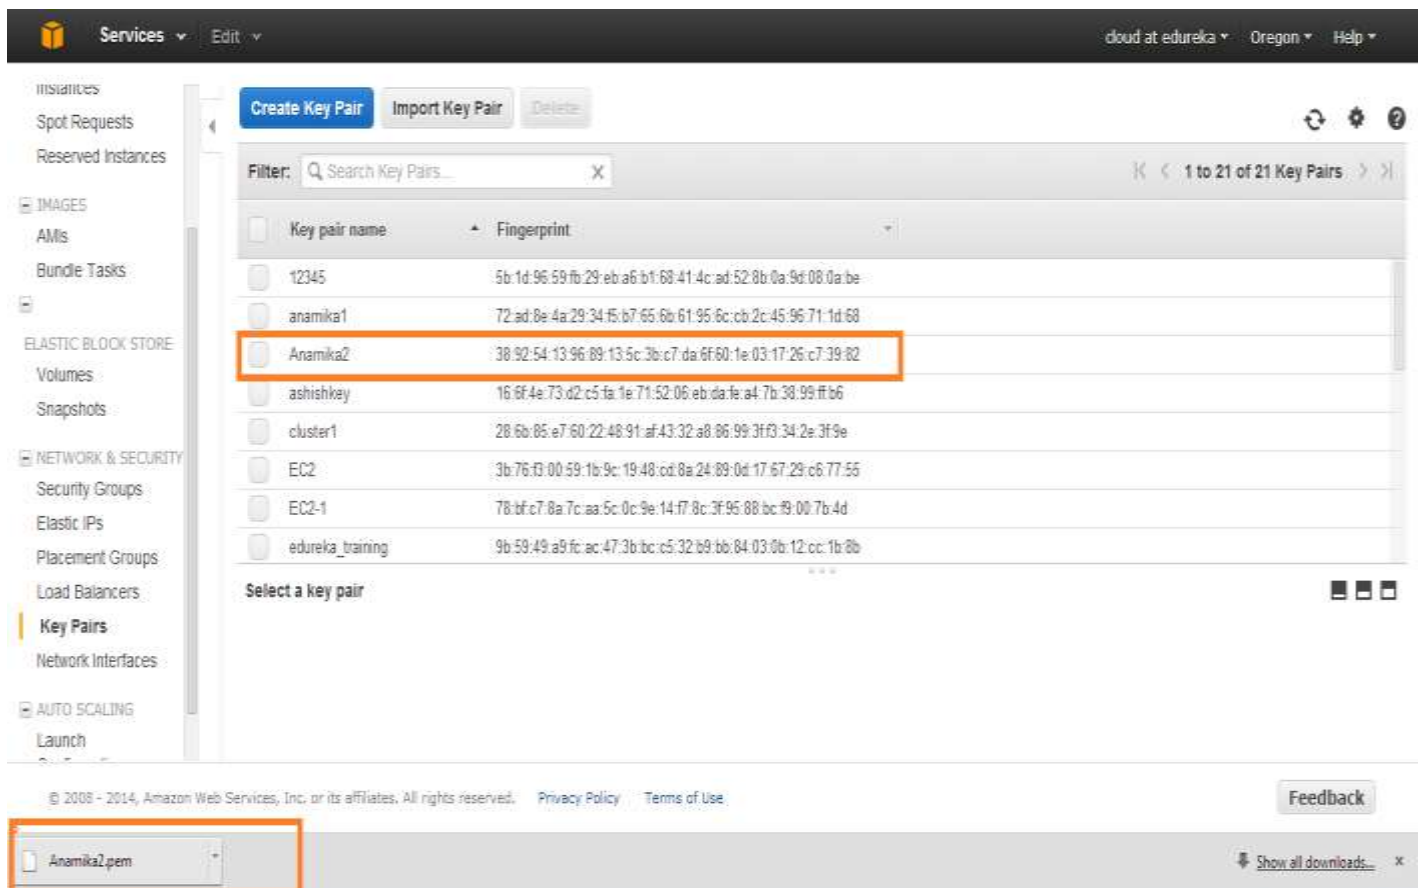 Services Edit cloud at edureka Oregon Help
Instances
Spot Requests
Reserved Instances
IMAGES
AMIs
Bundle Tasks
ELASTIC BLOCK STORE
Volumes
Snapshots
NETWORK & SECURITY
Security Groups
Elastic IPs
Placement Groups
Load Balancers
Key Pairs
Network Interfaces
AUTO SCALING
Launch
Create Key Pair Import Key Pair Delete
Filter: Search Key Pairs... X 1 to 21 of 21 Key Pairs
Key pair name Fingerprint
12345 5b:1d:96:59:fb:29:eb:a6:b1:68:41:4c:ad:52:8b:0a:9d:08:0a:be
anamika1 72:ad:8e:4a:29:34:f5:b7:65:6b:61:95:6c:cb:2c:45:96:71:1d:68
Anamika2 38:92:54:13:96:89:13:5c:3b:c7:da:6f:60:1e:03:17:26:c7:39:82
ashishkey 16:6f:4e:73:d2:c5:fa:1e:71:52:06:eb:da:fe:a4:7b:38:99:ff:b6
cluster1 28:6b:85:e7:60:22:48:91:af:43:32:a8:86:99:3f:f3:34:2e:3f:9e
EC2 3b:76:f3:00:59:1b:9c:19:48:cd:8a:24:89:0d:17:67:29:c6:77:55
EC2-1 78:bf:c7:8a:7c:aa:5c:0c:9e:14:f7:8c:3f:95:88:bc:f9:00:7b:4d
edureka_training 9b:59:49:a9:fc:ac:47:3b:bc:c5:32:b9:bb:84:03:0b:12:cc:1b:8b
Select a key pair
© 2008 - 2014, Amazon Web Services, Inc. or its affiliates. All rights reserved. Privacy Policy Terms of Use Feedback
Anamika2.pem Show all downloads... x